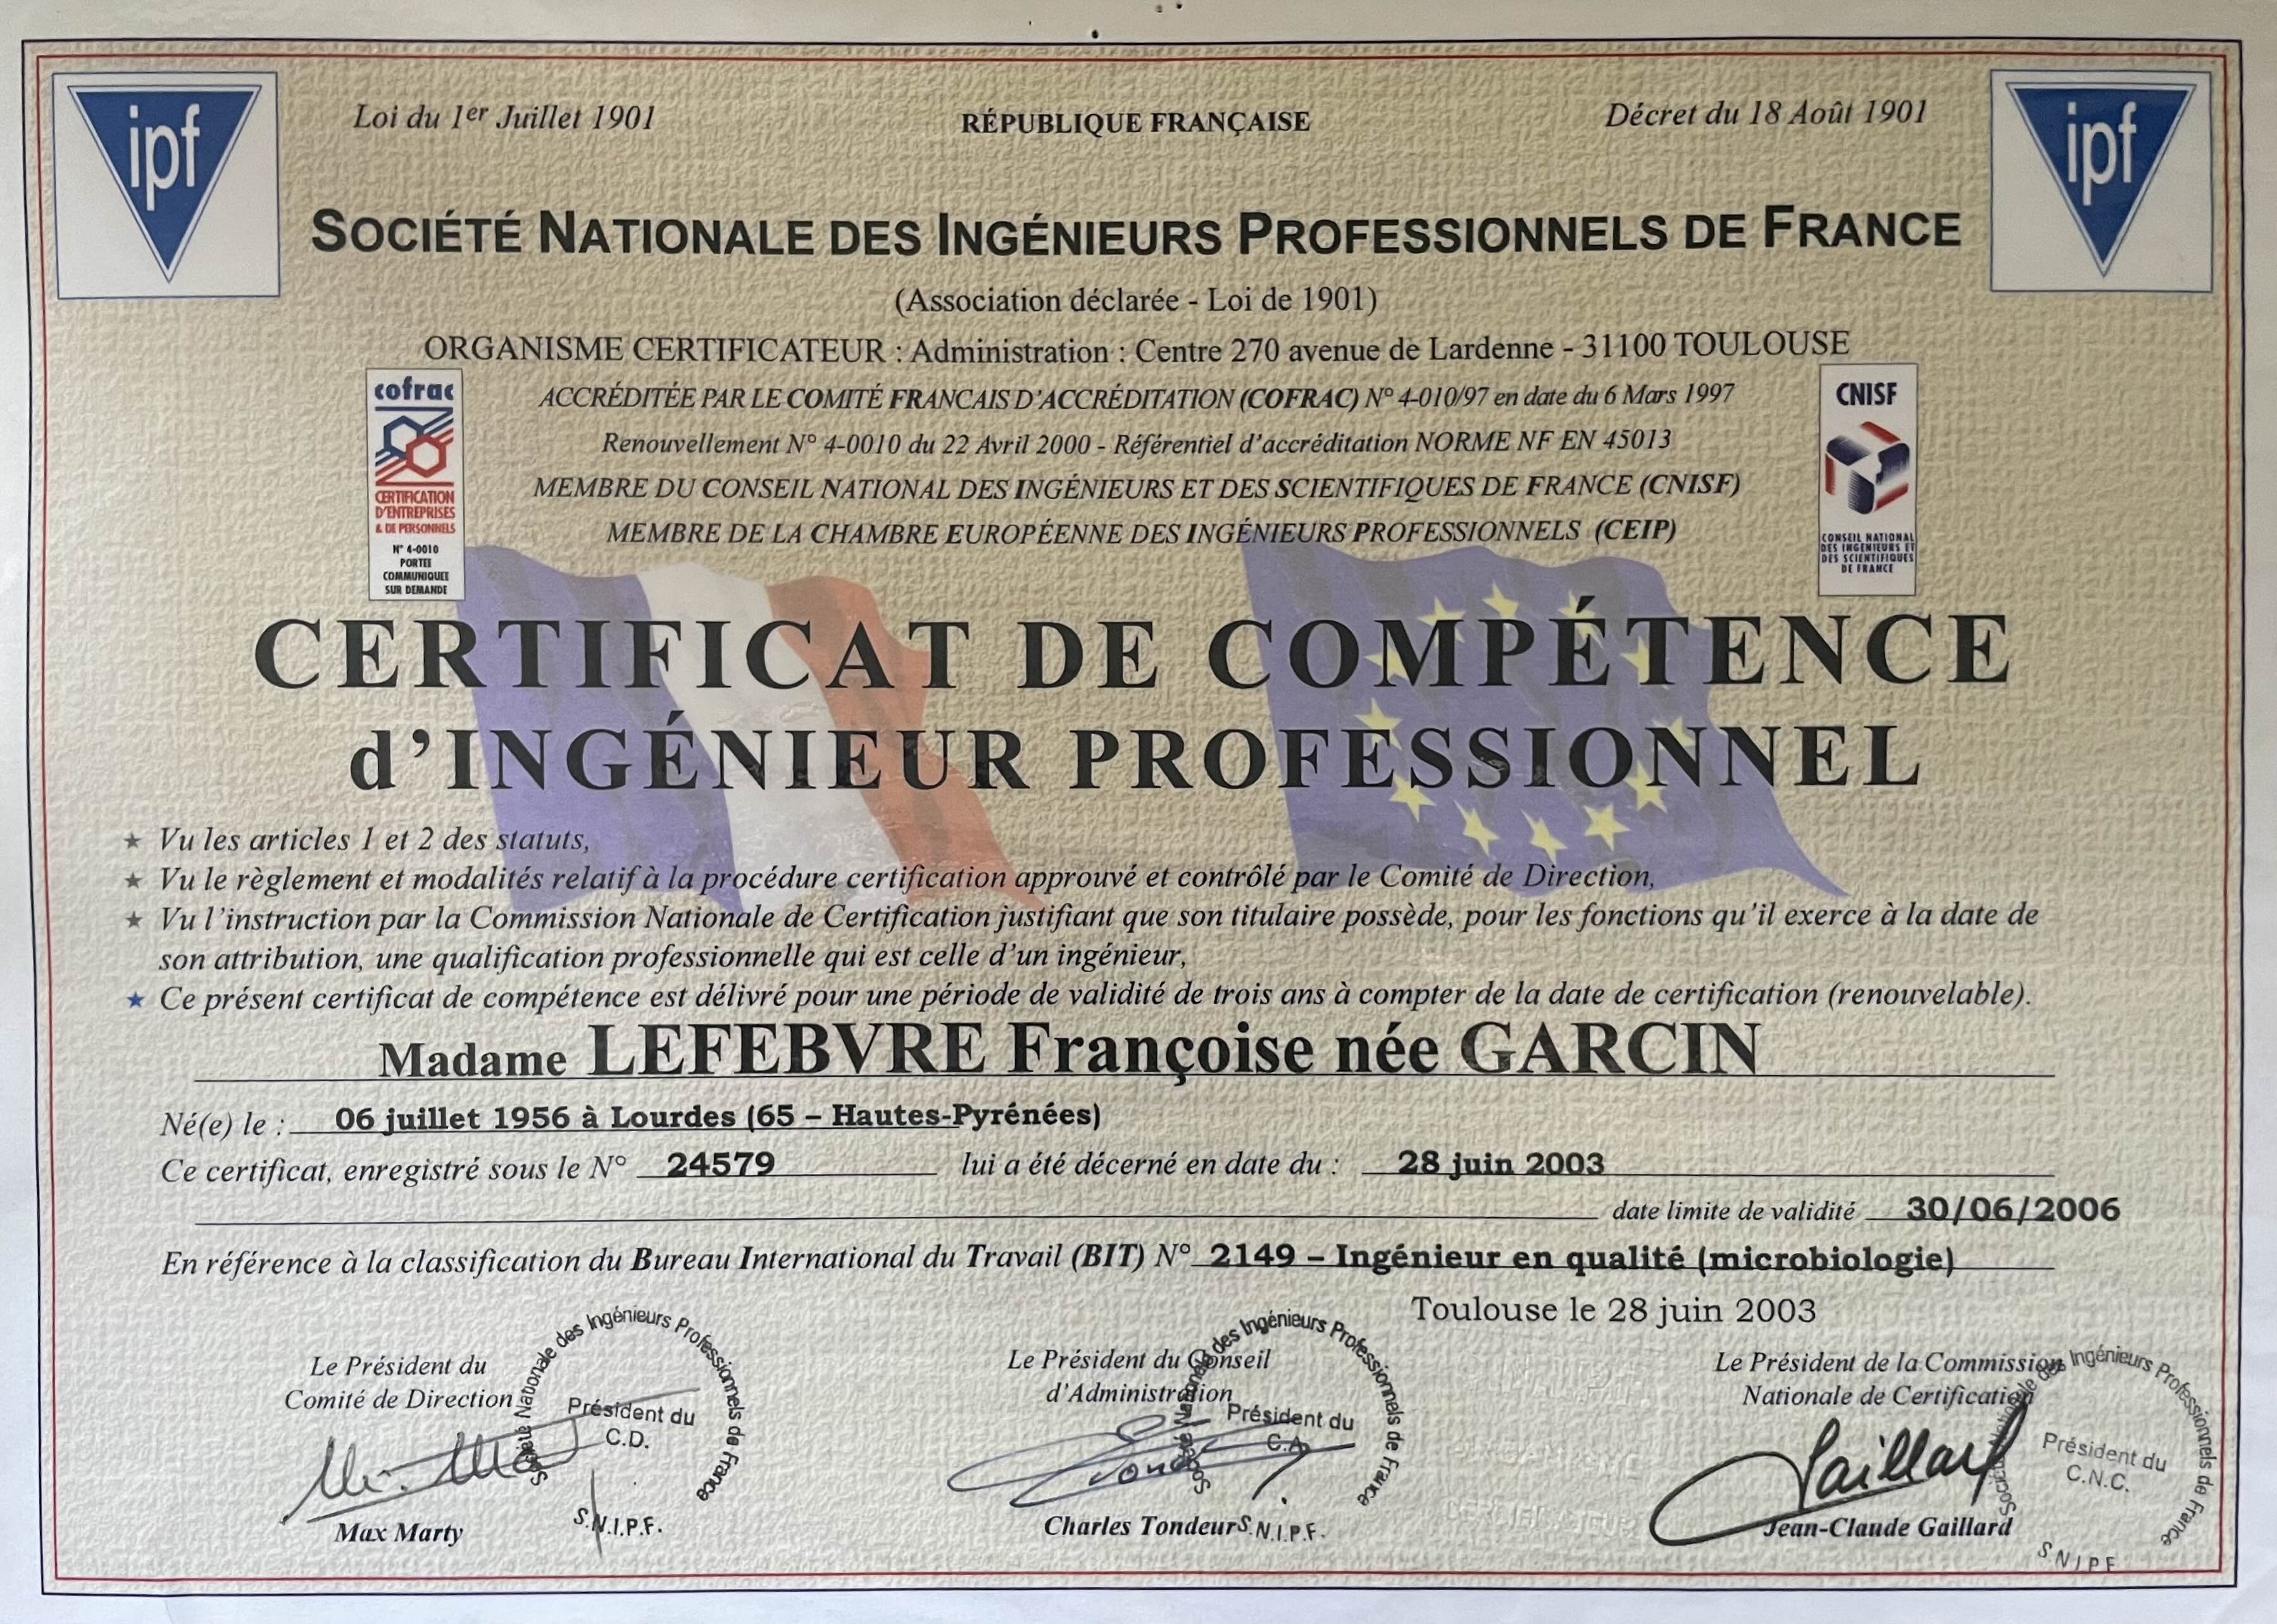 ipf
Loi du 1er Juillet 1901
RÉPUBLIQUE FRANÇAISE
Décret du 18 Août 1901
ipf
SOCIÉTÉ NATIONALE DES INGÉNIEURS PROFESSIONNELS DE FRANCE
(Association déclarée - Loi de 1901)
ORGANISME CERTIFICATEUR : Administration : Centre 270 avenue de Lardenne - 31100 TOULOUSE
cofrac
CERTIFICATION
D'ENTREPRISES
& DE PERSONNELS
N° 4-0010
PORTEE
COMMUNIQUEE
SUR DEMANDE
ACCRÉDITÉE PAR LE COMITÉ FRANCAIS D'ACCRÉDITATION (COFRAC) N° 4-010/97 en date du 6 Mars 1997
Renouvellement N° 4-0010 du 22 Avril 2000 - Référentiel d'accréditation NORME NF EN 45013
MEMBRE DU CONSEIL NATIONAL DES INGÉNIEURS ET DES SCIENTIFIQUES DE FRANCE (CNISF)
MEMBRE DE LA CHAMBRE EUROPÉENNE DES INGÉNIEURS PROFESSIONNELS (CEIP)
CNISF
CONSEIL NATIONAL
DES INGENIEURS ET
DES SCIENTIFIQUES
DE FRANCE
CERTIFICAT DE COMPÉTENCE
d'INGÉNIEUR PROFESSIONNEL
★ Vu les articles 1 et 2 des statuts,
★ Vu le règlement et modalités relatif à la procédure certification approuvé et contrôlé par le Comité de Direction,
★ Vu l'instruction par la Commission Nationale de Certification justifiant que son titulaire possède, pour les fonctions qu'il exerce à la date de
son attribution, une qualification professionnelle qui est celle d'un ingénieur,
★ Ce présent certificat de compétence est délivré pour une période de validité de trois ans à compter de la date de certification (renouvelable).
Madame LEFEBVRE Françoise née GARCIN
Né(e) le : 06 juillet 1956 à Lourdes (65 – Hautes-Pyrénées)
Ce certificat, enregistré sous le N° 24579 lui a été décerné en date du : 28 juin 2003
date limite de validité 30/06/2006
En référence à la classification du Bureau International du Travail (BIT) N° 2149 – Ingénieur en qualité (microbiologie)
Toulouse le 28 juin 2003
Le Président du
Comité de Direction
Société Nationale des Ingénieurs Professionnels de France
Président du
C.D.
S.N.I.P.F.
Max Marty
Le Président du Conseil
d'Administration
Société Nationale des Ingénieurs Professionnels de France
Président du
C.A.
S.N.I.P.F.
Charles Tondeur
Le Président de la Commission
Nationale de Certification
Société Nationale des Ingénieurs Professionnels de France
Président du
C.N.C.
S N I P F
Gaillard
Jean-Claude Gaillard